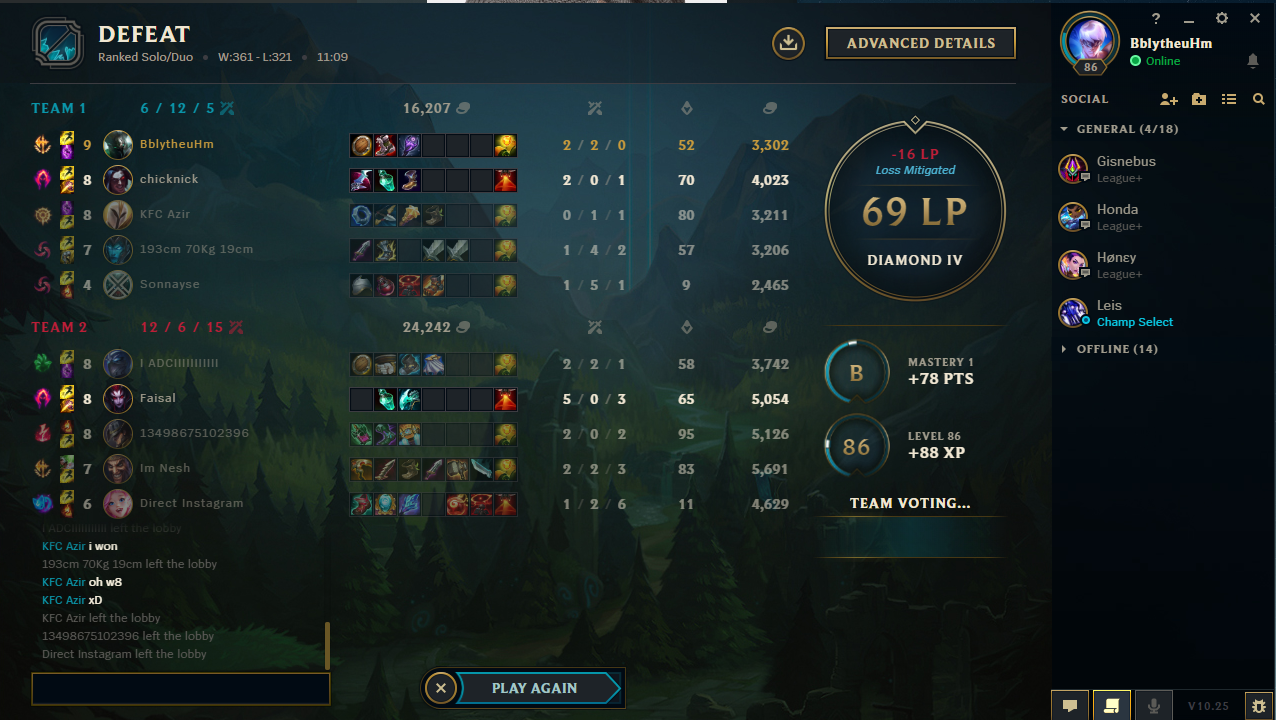 DEFEAT
Ranked Solo/Duo • W:361 - L:321 • 11:09
ADVANCED DETAILS
TEAM 1 6 / 12 / 5 16,207
9 BblytheuHm 2 / 2 / 0 52 3,302
8 chicknick 2 / 0 / 1 70 4,023
8 KFC Azir 0 / 1 / 1 80 3,211
7 193cm 70Kg 19cm 1 / 4 / 2 57 3,206
4 Sonnayse 1 / 5 / 1 9 2,465
TEAM 2 12 / 6 / 15 24,242
8 2 / 2 / 1 58 3,742
8 Faisal 5 / 0 / 3 65 5,054
8 13498675102396 2 / 0 / 2 95 5,126
7 Im Nesh 2 / 2 / 3 83 5,691
6 Direct Instagram 1 / 2 / 6 11 4,629
left the lobby
KFC Azir i won
193cm 70Kg 19cm left the lobby
KFC Azir oh w8
KFC Azir xD
KFC Azir left the lobby
13498675102396 left the lobby
Direct Instagram left the lobby
PLAY AGAIN
-16 LP
Loss Mitigated
69 LP
DIAMOND IV
B
MASTERY 1
+78 PTS
86
LEVEL 86
+88 XP
TEAM VOTING...
86
BblytheuHm
Online
SOCIAL
GENERAL (4/18)
Gisnebus
League+
Honda
League+
Hønєy
League+
Leis
Champ Select
OFFLINE (14)
V10.25